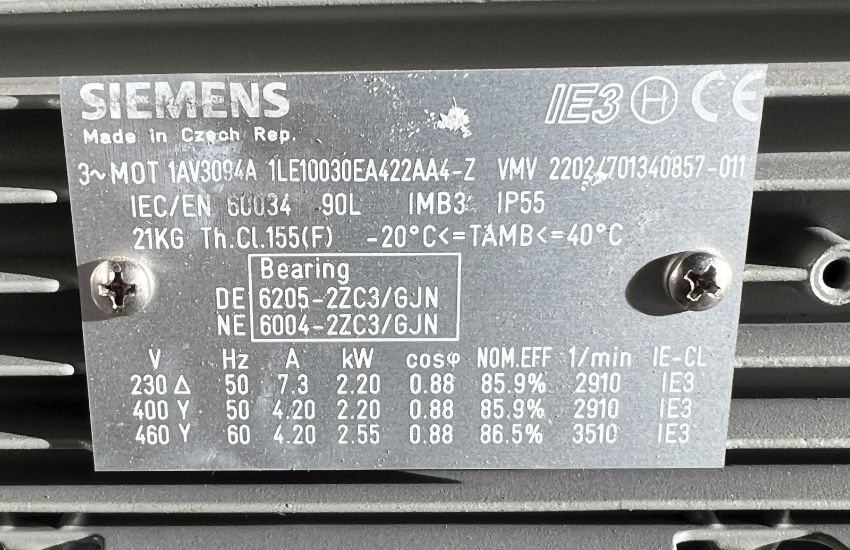 SIEMENS
IE3 H CE
Made in Czech Rep.
3~MOT 1AV3094A 1LE10030EA422AA4-Z VMV 22024701340857-011
IEC/EN 60034 90L IMB3 IP55
21KG Th.Cl.155(F) -20°C<=TAMB<=40°C
Bearing
DE 6205-2ZC3/GJN
NE 6004-2ZC3/GJN
V Hz A kW cosφ NOM.EFF 1/min IE-CL
230 Δ 50 7.3 2.20 0.88 85.9% 2910 IE3
400 Y 50 4.20 2.20 0.88 85.9% 2910 IE3
460 Y 60 4.20 2.55 0.88 86.5% 3510 IE3